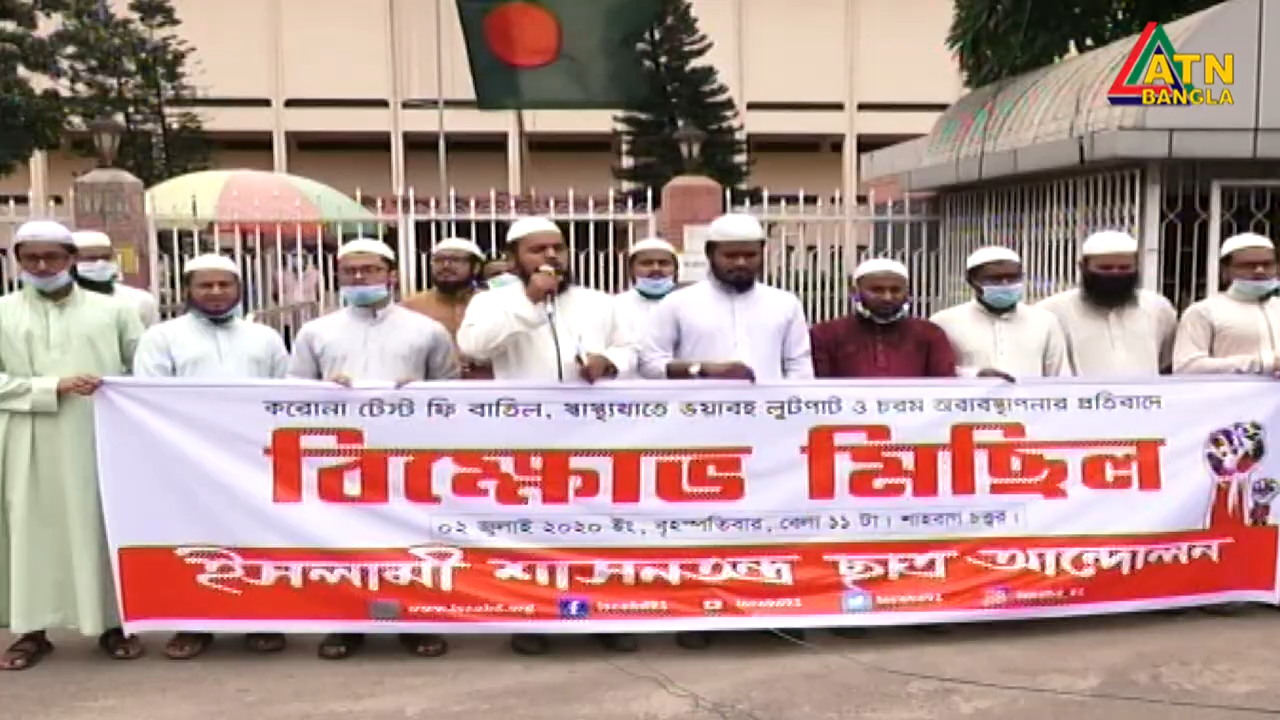 ATN
BANGLA
করোনা টেস্ট ফি বাতিল, স্বাস্থ্যখাতে ভয়াবহ লুটপাট ও চরম অব্যবস্থাপনার প্রতিবাদে
বিক্ষোভ মিছিল
০২ জুলাই ২০২০ ইং, বৃহস্পতিবার, বেলা ১১ টা। শাহবাগ চত্বর।
ইসলামী শাসনতন্ত্র ছাত্র আন্দোলন